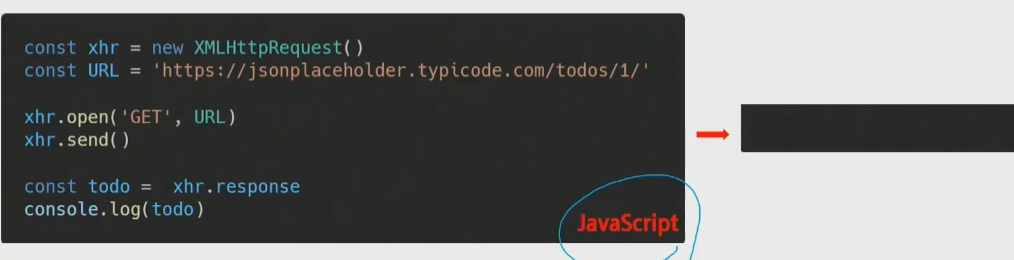 const xhr = new XMLHttpRequest()
const URL = 'https://jsonplaceholder.typicode.com/todos/1/'
xhr.open('GET', URL)
xhr.send()
const todo =  xhr.response
console.log(todo)
JavaScript